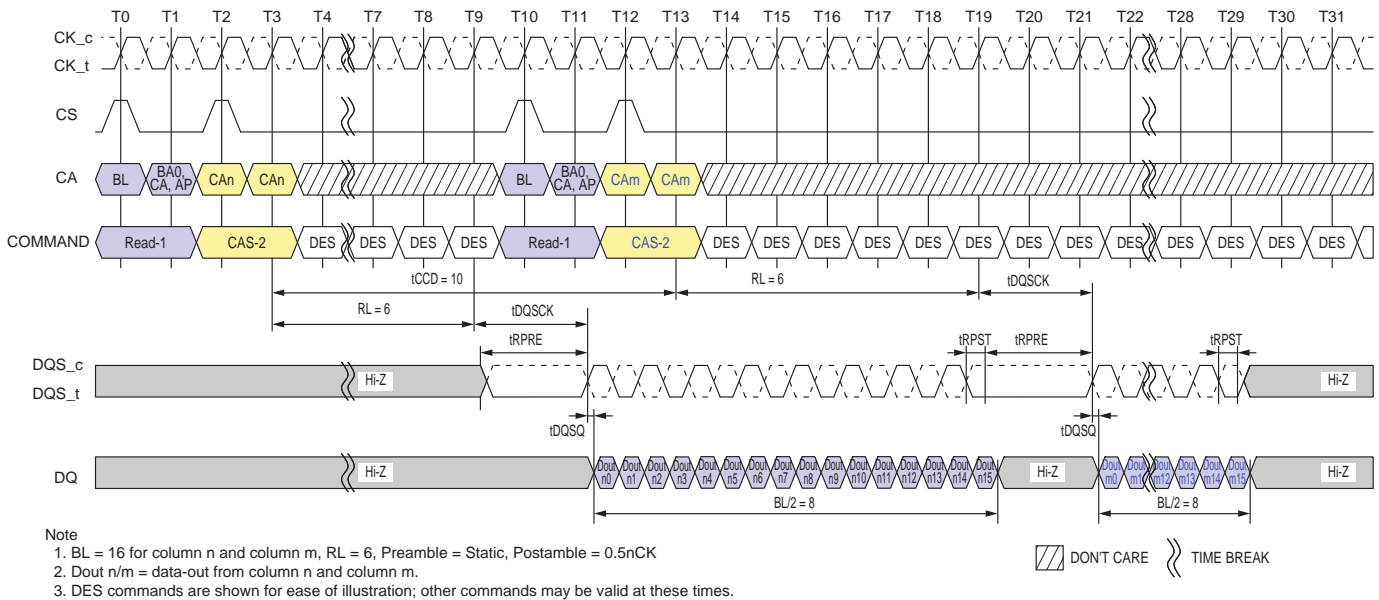 T0 T1 T2 T3 T4 T7 T8 T9 T10 T11 T12 T13 T14 T15 T16 T17 T18 T19 T20 T21 T22 T28 T29 T30 T31
CK_c
CK_t
CS
CA BL BA0, CA, AP CAn CAn BL BA0, CA, AP CAm CAm
COMMAND Read-1 CAS-2 DES DES DES DES Read-1 CAS-2 DES DES DES DES DES DES DES DES DES DES DES DES DES
tCCD = 10 RL = 6 tDQSCK
RL = 6 tDQSCK
tRPRE tRPST tRPRE tRPST
DQS_c
DQS_t
Hi-Z Hi-Z
tDQSQ tDQSQ
DQ Hi-Z Dout n0 Dout n1 Dout n2 Dout n3 Dout n4 Dout n5 Dout n6 Dout n7 Dout n8 Dout n9 Dout n10 Dout n11 Dout n12 Dout n13 Dout n14 Dout n15 Hi-Z Dout m0 Dout m1 Dout m12 Dout m13 Dout m14 Dout m15 Hi-Z
BL/2 = 8 BL/2 = 8
Note
1. BL = 16 for column n and column m, RL = 6, Preamble = Static, Postamble = 0.5nCK
2. Dout n/m = data-out from column n and column m.
3. DES commands are shown for ease of illustration; other commands may be valid at these times.
DON'T CARE TIME BREAK